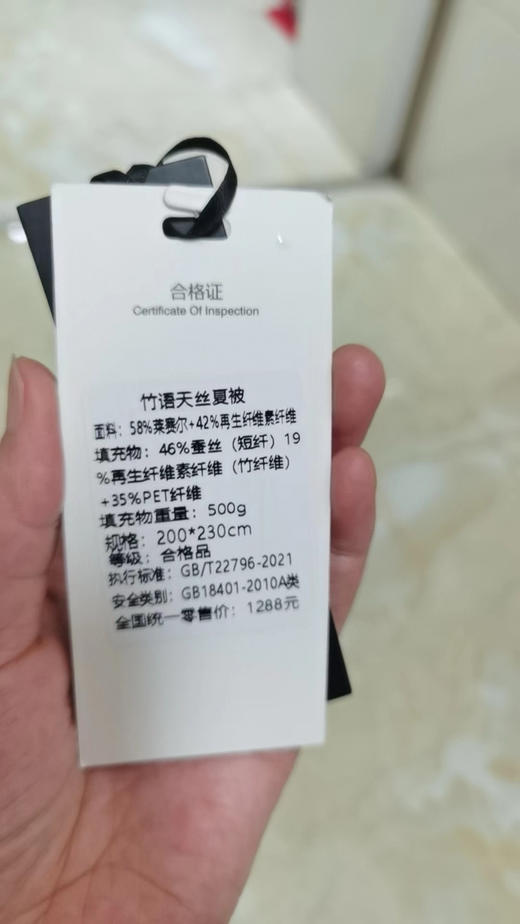 合格证
Certificate Of Inspection
竹语天丝夏被
面料：58%莱赛尔+42%再生纤维素纤维
填充物：46%蚕丝（短纤）19
%再生纤维素纤维（竹纤维）
+35%PET纤维
填充物重量：500g
规格：200*230cm
等级：合格品
执行标准：GB/T22796-2021
安全类别：GB18401-2010A类
全国统一零售价：1288元